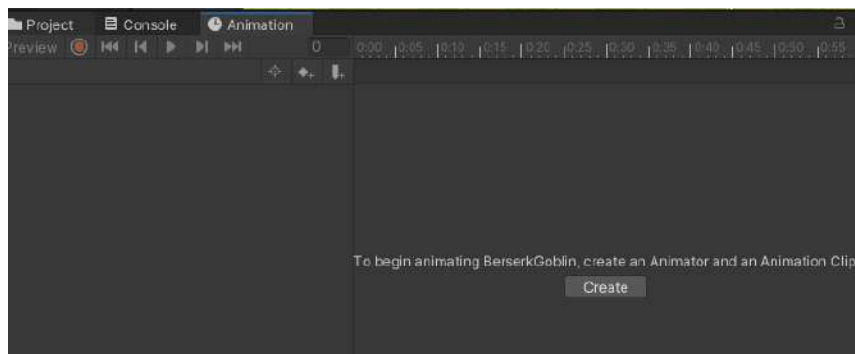 Project Console Animation
Preview 0 0:00 0:05 0:10 0:15 0:20 0:25 0:30 0:35 0:40 0:45 0:50 0:55
To begin animating BerserkGoblin, create an Animator and an Animation Clip
Create